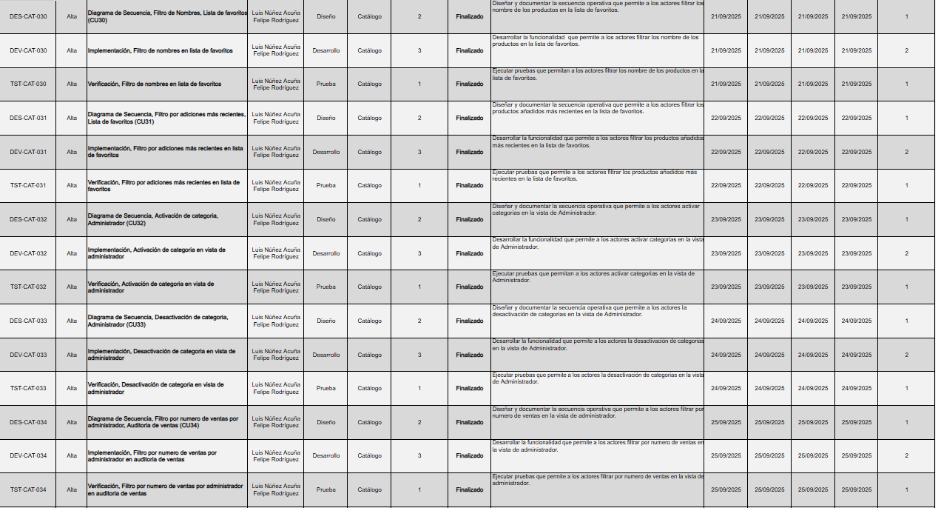 DES-CAT-030 Alta Diagrama de Secuencia, Filtro de Nombres, Lista de favoritos (CU30) Luis Núñez Acuña Felipe Rodríguez Diseño Catálogo 2 Finalizado Diseñar y documentar la secuencia operativa que permite a los actores filtrar los nombre de los productos en la lista de favoritos. 21/09/2025 21/09/2025 21/09/2025 21/09/2025 1
DEV-CAT-030 Alta Implementación, Filtro de nombres en lista de favoritos Luis Núñez Acuña Felipe Rodríguez Desarrollo Catálogo 3 Finalizado Desarrollar la funcionalidad que permite a los actores filtrar los nombre de los productos en la lista de favoritos. 21/09/2025 21/09/2025 21/09/2025 21/09/2025 2
TST-CAT-030 Alta Verificación, Filtro de nombres en lista de favoritos Luis Núñez Acuña Felipe Rodríguez Prueba Catálogo 1 Finalizado Ejecutar pruebas que permitan a los actores filtrar los nombre de los productos en la lista de favoritos. 21/09/2025 21/09/2025 21/09/2025 21/09/2025 1
DES-CAT-031 Alta Diagrama de Secuencia, Filtro por adiciones más recientes, Lista de favoritos (CU31) Luis Núñez Acuña Felipe Rodríguez Diseño Catálogo 2 Finalizado Diseñar y documentar la secuencia operativa que permite a los actores filtrar los productos añadidos más recientes en la lista de favoritos. 22/09/2025 22/09/2025 22/09/2025 22/09/2025 1
DEV-CAT-031 Alta Implementación, Filtro por adiciones más recientes en lista de favoritos Luis Núñez Acuña Felipe Rodríguez Desarrollo Catálogo 3 Finalizado Desarrollar la funcionalidad que permite a los actores filtrar los productos añadidos más recientes en la lista de favoritos. 22/09/2025 22/09/2025 22/09/2025 22/09/2025 2
TST-CAT-031 Alta Verificación, Filtro por adiciones más recientes en lista de favoritos Luis Núñez Acuña Felipe Rodríguez Prueba Catálogo 1 Finalizado Ejecutar pruebas que permite a los actores filtrar los productos añadidos más recientes en la lista de favoritos. 22/09/2025 22/09/2025 22/09/2025 22/09/2025 1
DES-CAT-032 Alta Diagrama de Secuencia, Activación de categoria, Administrador (CU32) Luis Núñez Acuña Felipe Rodríguez Diseño Catálogo 2 Finalizado Diseñar y documentar la secuencia operativa que permite a los actores activar categorias en la vista de Administrador. 23/09/2025 23/09/2025 23/09/2025 23/09/2025 1
DEV-CAT-032 Alta Implementación, Activación de categoria en vista de administrador Luis Núñez Acuña Felipe Rodríguez Desarrollo Catálogo 3 Finalizado Desarrollar la funcionalidad que permite a los actores activar categorias en la vista de Administrador. 23/09/2025 23/09/2025 23/09/2025 23/09/2025 2
TST-CAT-032 Alta Verificación, Activación de categoria en vista de administrador Luis Núñez Acuña Felipe Rodríguez Prueba Catálogo 1 Finalizado Ejecutar pruebas que permitan a los actores activar categorias en la vista de Administrador. 23/09/2025 23/09/2025 23/09/2025 23/09/2025 1
DES-CAT-033 Alta Diagrama de Secuencia, Desactivación de categoria, Administrador (CU33) Luis Núñez Acuña Felipe Rodríguez Diseño Catálogo 2 Finalizado Diseñar y documentar la secuencia operativa que permite a los actores la desactivación de categorias en la vista de Administrador. 24/09/2025 24/09/2025 24/09/2025 24/09/2025 1
DEV-CAT-033 Alta Implementación, Desactivación de categoria en vista de administrador Luis Núñez Acuña Felipe Rodríguez Desarrollo Catálogo 3 Finalizado Desarrollar la funcionalidad que permite a los actores la desactivación de categorias en la vista de Administrador. 24/09/2025 24/09/2025 24/09/2025 24/09/2025 2
TST-CAT-033 Alta Verificación, Desactivación de categoria en vista de administrador Luis Núñez Acuña Felipe Rodríguez Prueba Catálogo 1 Finalizado Ejecutar pruebas que permite a los actores la desactivación de categorias en la vista de Administrador. 24/09/2025 24/09/2025 24/09/2025 24/09/2025 1
DES-CAT-034 Alta Diagrama de Secuencia, Filtro por numero de ventas por administrador, Auditoria de ventas (CU34) Luis Núñez Acuña Felipe Rodríguez Diseño Catálogo 2 Finalizado Diseñar y documentar la secuencia operativa que permite a los actores filtrar por numero de ventas en la vista de administrador. 25/09/2025 25/09/2025 25/09/2025 25/09/2025 1
DEV-CAT-034 Alta Implementación, Filtro por numero de ventas por administrador en auditoria de ventas Luis Núñez Acuña Felipe Rodríguez Desarrollo Catálogo 3 Finalizado Desarrollar la funcionalidad que permite a los actores filtrar por numero de ventas en la vista de administrador. 25/09/2025 25/09/2025 25/09/2025 25/09/2025 2
TST-CAT-034 Alta Verificación, Filtro por numero de ventas por administrador en auditoria de ventas Luis Núñez Acuña Felipe Rodríguez Prueba Catálogo 1 Finalizado Ejecutar pruebas que permite a los actores filtrar por numero de ventas en la vista de administrador. 25/09/2025 25/09/2025 25/09/2025 25/09/2025 1